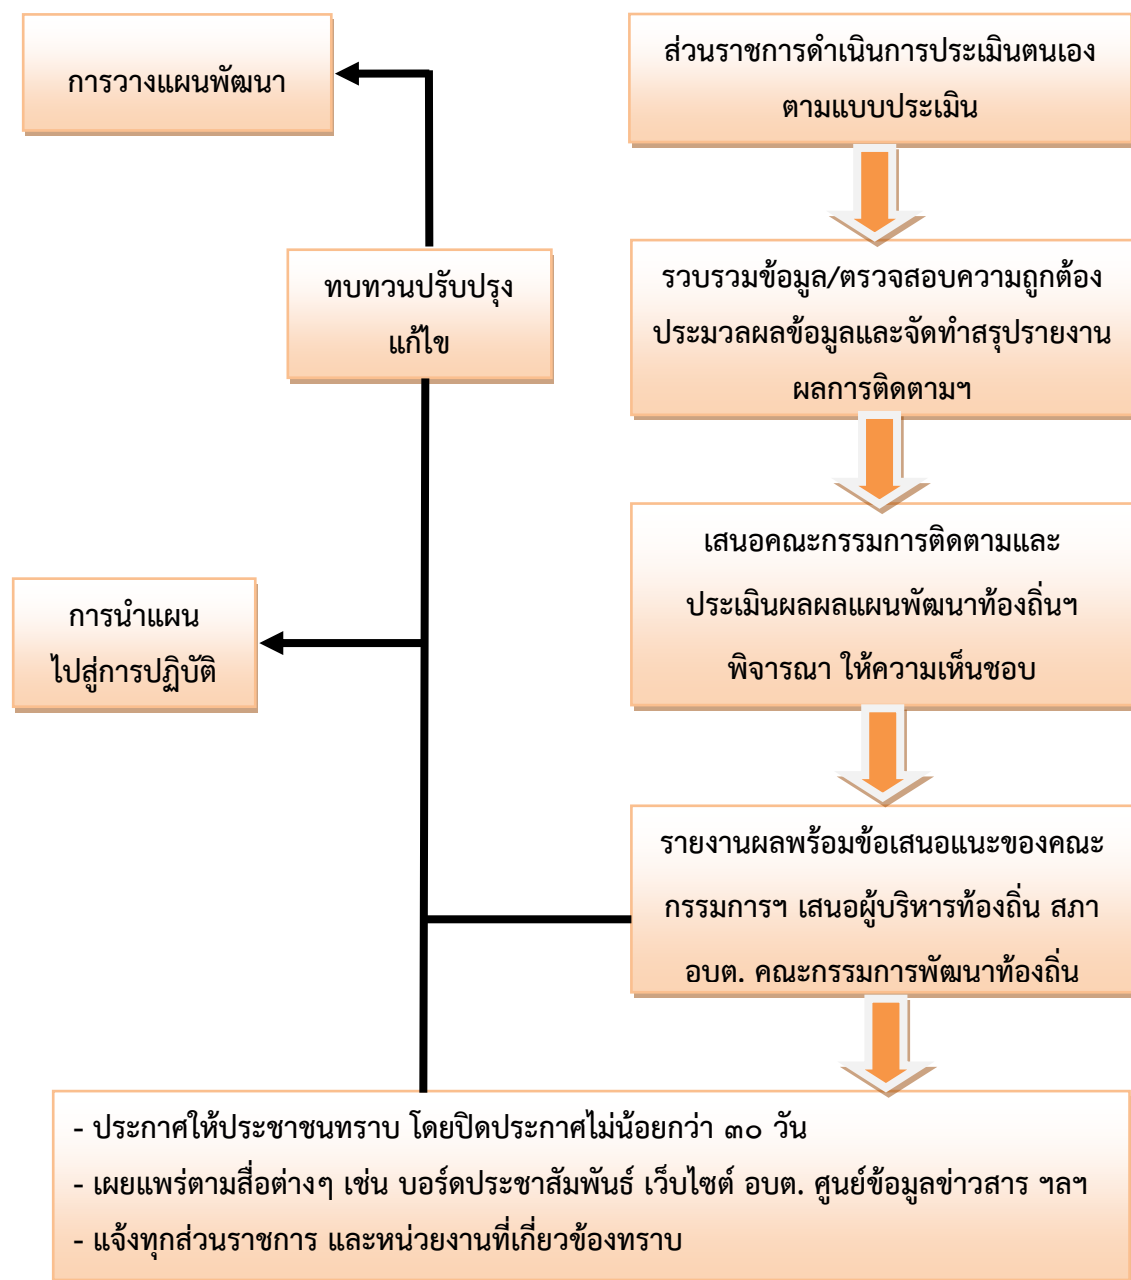 การวางแผนพัฒนา
ส่วนราชการดำเนินการประเมินตนเอง
ตามแบบประเมิน
ทบทวนปรับปรุง
แก้ไข
รวบรวมข้อมูล/ตรวจสอบความถูกต้อง
ประมวลผลข้อมูลและจัดทำสรุปรายงาน
ผลการติดตามฯ
เสนอคณะกรรมการติดตามและ
ประเมินผลผลแผนพัฒนาท้องถิ่นฯ
พิจารณา ให้ความเห็นชอบ
การนำแผน
ไปสู่การปฏิบัติ
รายงานผลพร้อมข้อเสนอแนะของคณะ
กรรมการฯ เสนอผู้บริหารท้องถิ่น สภา
อบต. คณะกรรมการพัฒนาท้องถิ่น
- ประกาศให้ประชาชนทราบ โดยปิดประกาศไม่น้อยกว่า ๓๐ วัน
- เผยแพร่ตามสื่อต่างๆ เช่น บอร์ดประชาสัมพันธ์ เว็บไซต์ อบต. ศูนย์ข้อมูลข่าวสาร ฯลฯ
- แจ้งทุกส่วนราชการ และหน่วยงานที่เกี่ยวข้องทราบ